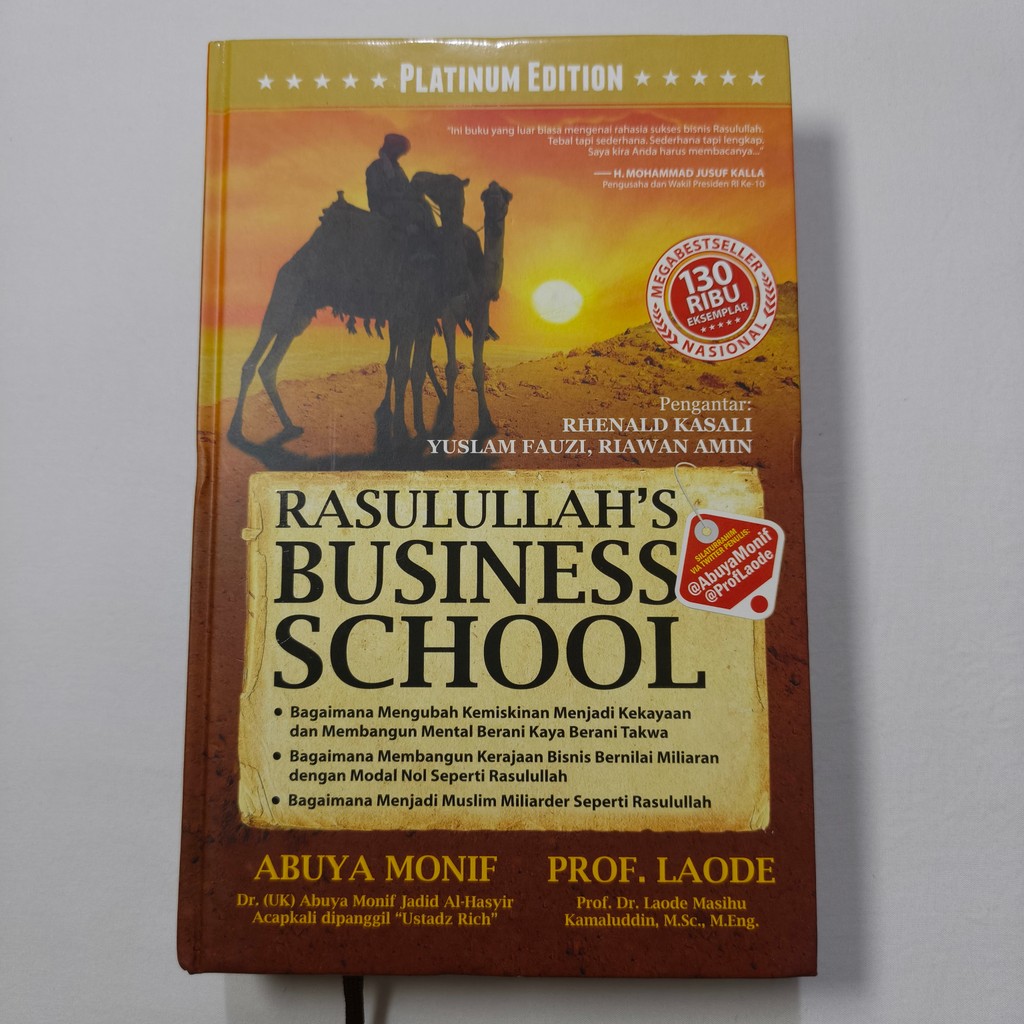 ★ ★ ★ ★ ★ PLATINUM EDITION ★ ★ ★ ★ ★
"Ini buku yang luar biasa mengenai rahasia sukses bisnis Rasulullah.
Tebal tapi sederhana. Sederhana tapi lengkap.
Saya kira Anda harus membacanya..."
— H. MOHAMMAD JUSUF KALLA
Pengusaha dan Wakil Presiden RI Ke-10
MEGABESTSELLER
130
RIBU
EKSEMPLAR
★★★★★
NASIONAL
Pengantar:
RHENALD KASALI
YUSLAM FAUZI, RIAWAN AMIN
RASULULLAH'S
BUSINESS
SCHOOL
SILATURRAHIM
VIA TWITTER PENULIS:
@AbuyaMonif
@ProfLaode
• Bagaimana Mengubah Kemiskinan Menjadi Kekayaan
dan Membangun Mental Berani Kaya Berani Takwa
• Bagaimana Membangun Kerajaan Bisnis Bernilai Miliaran
dengan Modal Nol Seperti Rasulullah
• Bagaimana Menjadi Muslim Miliarder Seperti Rasulullah
ABUYA MONIF
Dr. (UK) Abuya Monif Jadid Al-Hasyir
Acapkali dipanggil "Ustadz Rich"
PROF. LAODE
Prof. Dr. Laode Masihu
Kamaluddin, M.Sc., M.Eng.